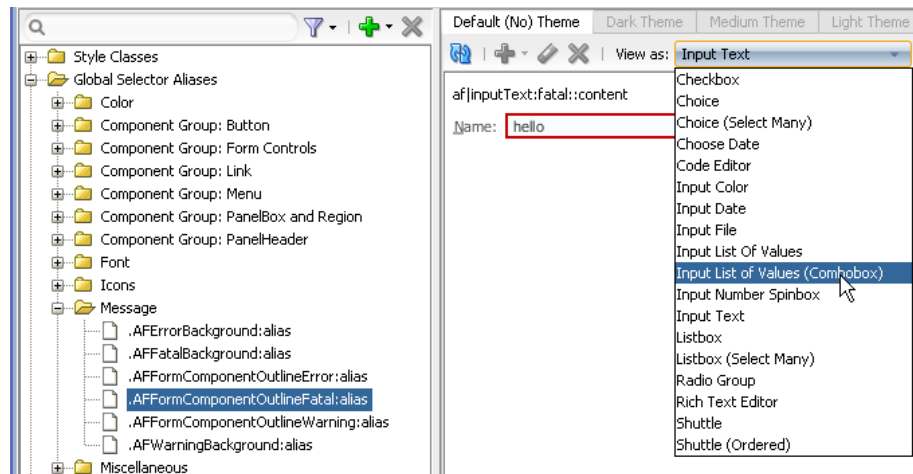 Style Classes
Global Selector Aliases
Color
Component Group: Button
Component Group: Form Controls
Component Group: Link
Component Group: Menu
Component Group: PanelBox and Region
Component Group: PanelHeader
Font
Icons
Message
.AFErrorBackground:alias
.AFFatalBackground:alias
.AFFormComponentOutlineError:alias
.AFFormComponentOutlineFatal:alias
.AFFormComponentOutlineWarning:alias
.AFWarningBackground:alias
Miscellaneous
Default (No) Theme Dark Theme Medium Theme Light Theme
View as: Input Text
af|inputText:fatal::content
Name: hello
Checkbox
Choice
Choice (Select Many)
Choose Date
Code Editor
Input Color
Input Date
Input File
Input List Of Values
Input List of Values (Combobox)
Input Number Spinbox
Input Text
Listbox
Listbox (Select Many)
Radio Group
Rich Text Editor
Shuttle
Shuttle (Ordered)